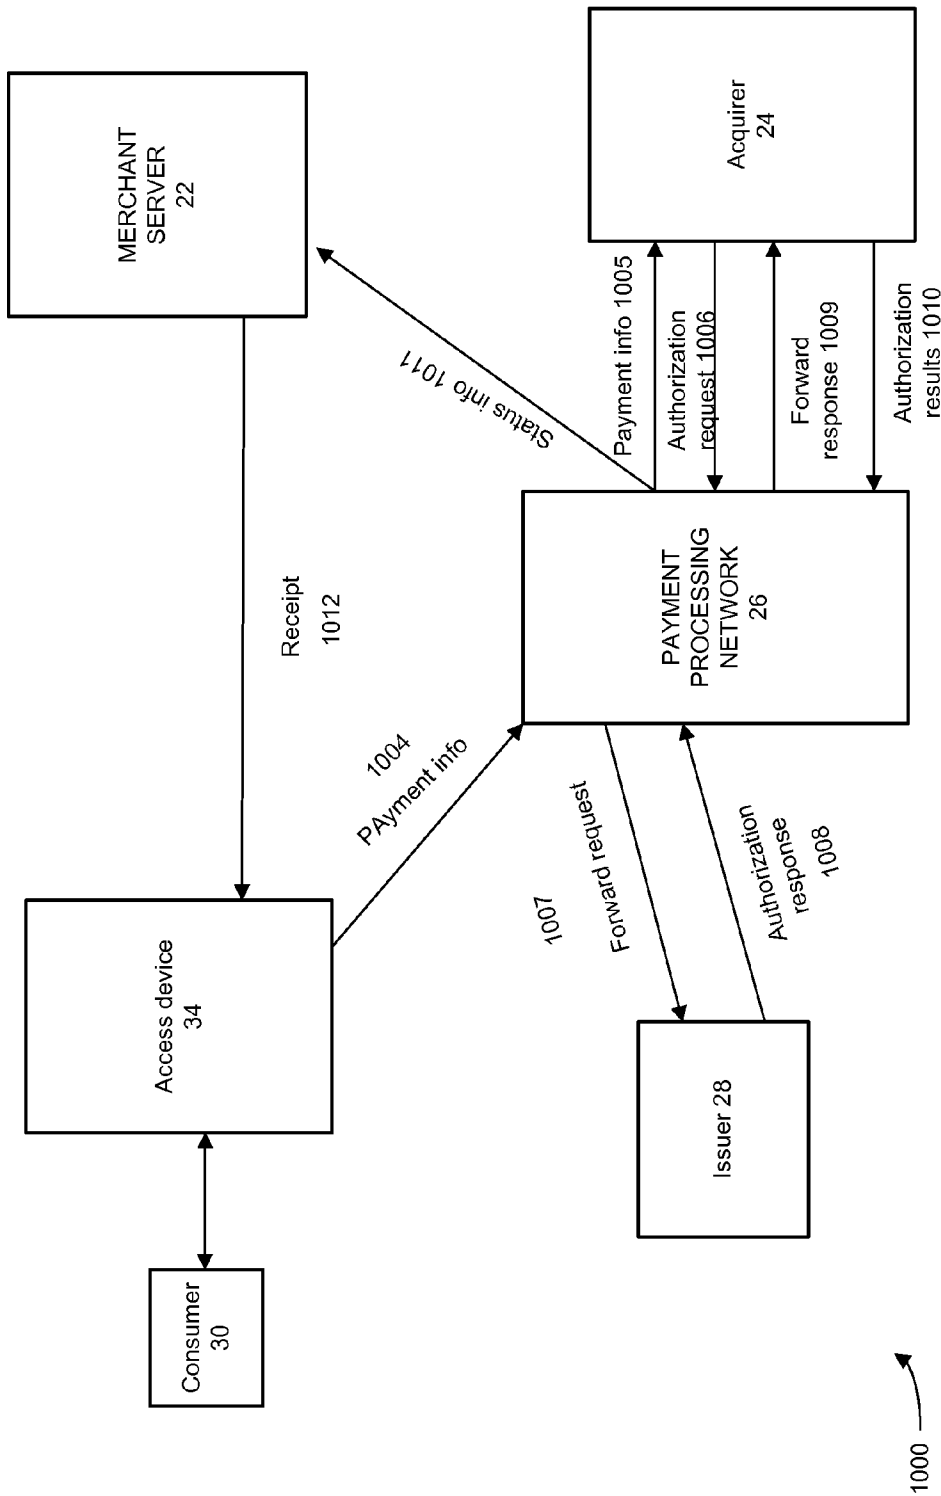 Consumer
30
Access device
34
Receipt
1012
MERCHANT
SERVER
22
1004
PAyment info
Status info 1011
1007
Forward request
Authorization
response
1008
Issuer 28
PAYMENT
PROCESSING
NETWORK
26
Payment info 1005
Authorization
request 1006
Forward
response 1009
Authorization
results 1010
Acquirer
24
1000